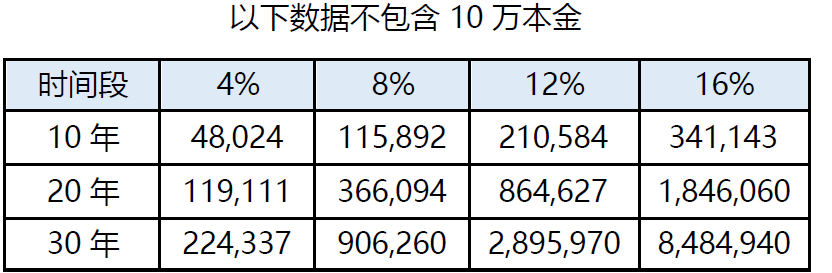 以下数据不包含 10 万本金
时间段 4% 8% 12% 16%
10 年 48,024 115,892 210,584 341,143
20 年 119,111 366,094 864,627 1,846,060
30 年 224,337 906,260 2,895,970 8,484,940